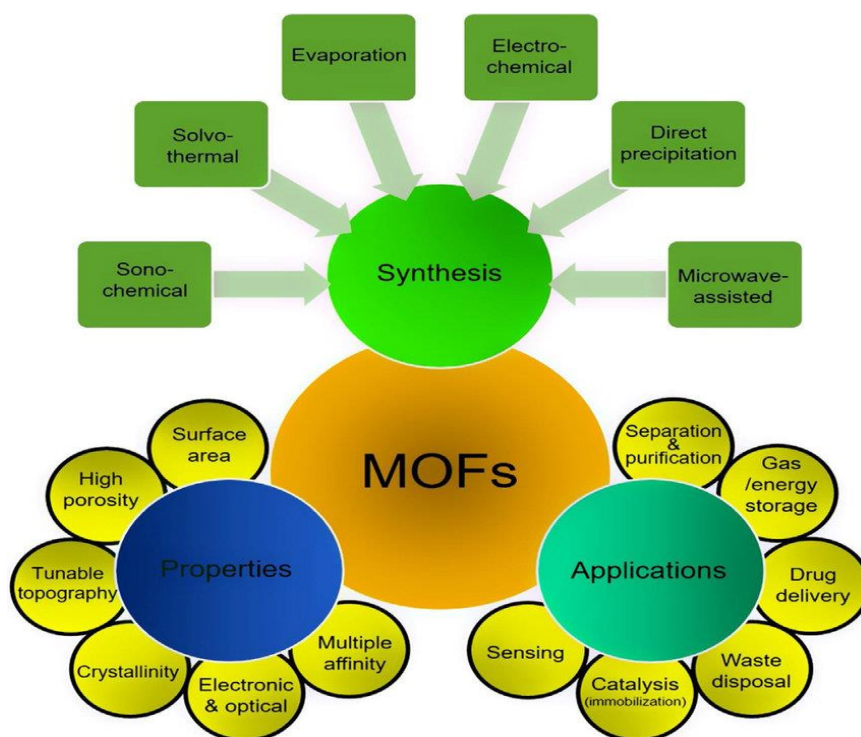 Evaporation
Electro-
chemical
Solvo-
thermal
Direct
precipitation
Sono-
chemical
Synthesis
Microwave-
assisted
MOFs
Surface
area
High
porosity
Tunable
topography
Crystallinity
Electronic
& optical
Multiple
affinity
Properties
Separation
&
purification
Gas
/energy
storage
Drug
delivery
Waste
disposal
Catalysis
(immobilization)
Sensing
Applications